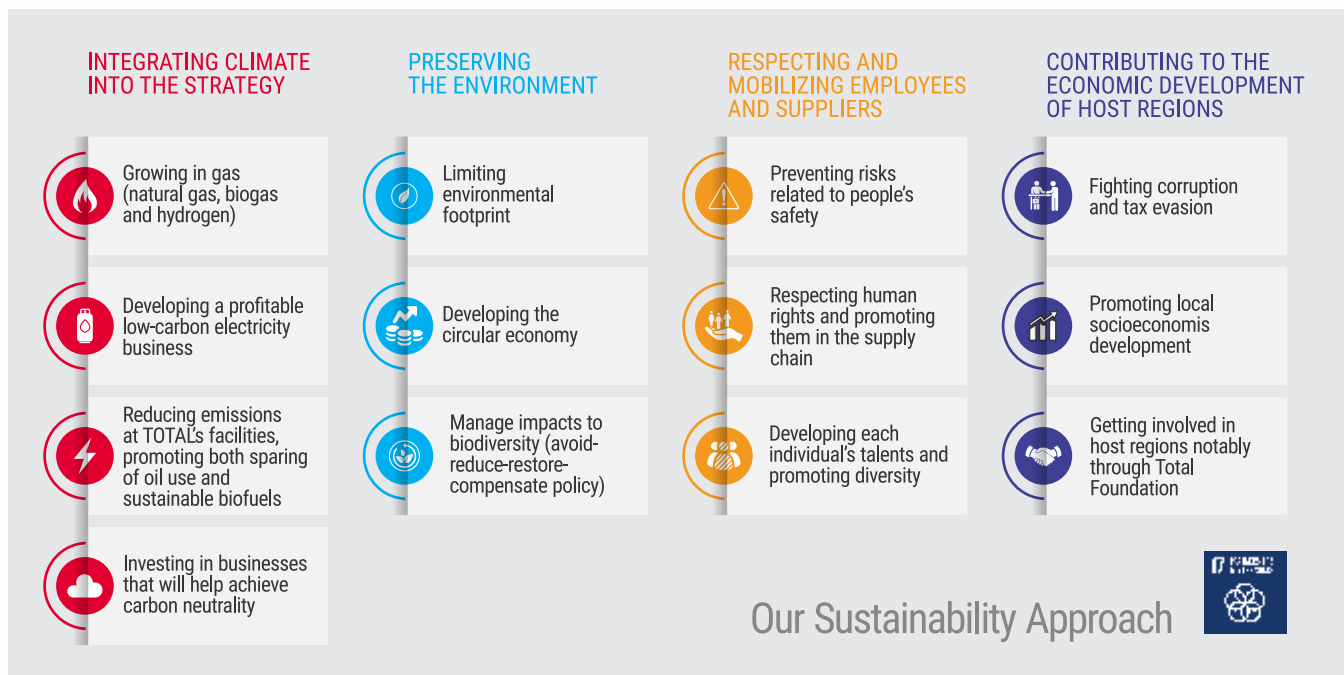 INTEGRATING CLIMATE
INTO THE STRATEGY
Growing in gas
(natural gas, biogas
and hydrogen)
Developing a profitable
low-carbon electricity
business
Reducing emissions
at TOTAL's facilities,
promoting both sparing
of oil use and
sustainable biofuels
Investing in businesses
that will help achieve
carbon neutrality
PRESERVING
THE ENVIRONMENT
Limiting
environmental
footprint
Developing the
circular economy
Manage impacts to
biodiversity (avoid-
reduce-restore-
compensate policy)
RESPECTING AND
MOBILIZING EMPLOYEES
AND SUPPLIERS
Preventing risks
related to people's
safety
Respecting human
rights and promoting
them in the supply
chain
Developing each
individual's talents and
promoting diversity
CONTRIBUTING TO THE
ECONOMIC DEVELOPMENT
OF HOST REGIONS
Fighting corruption
and tax evasion
Promoting local
socioeconomis
development
Getting involved in
host regions notably
through Total
Foundation
Our Sustainability Approach
17